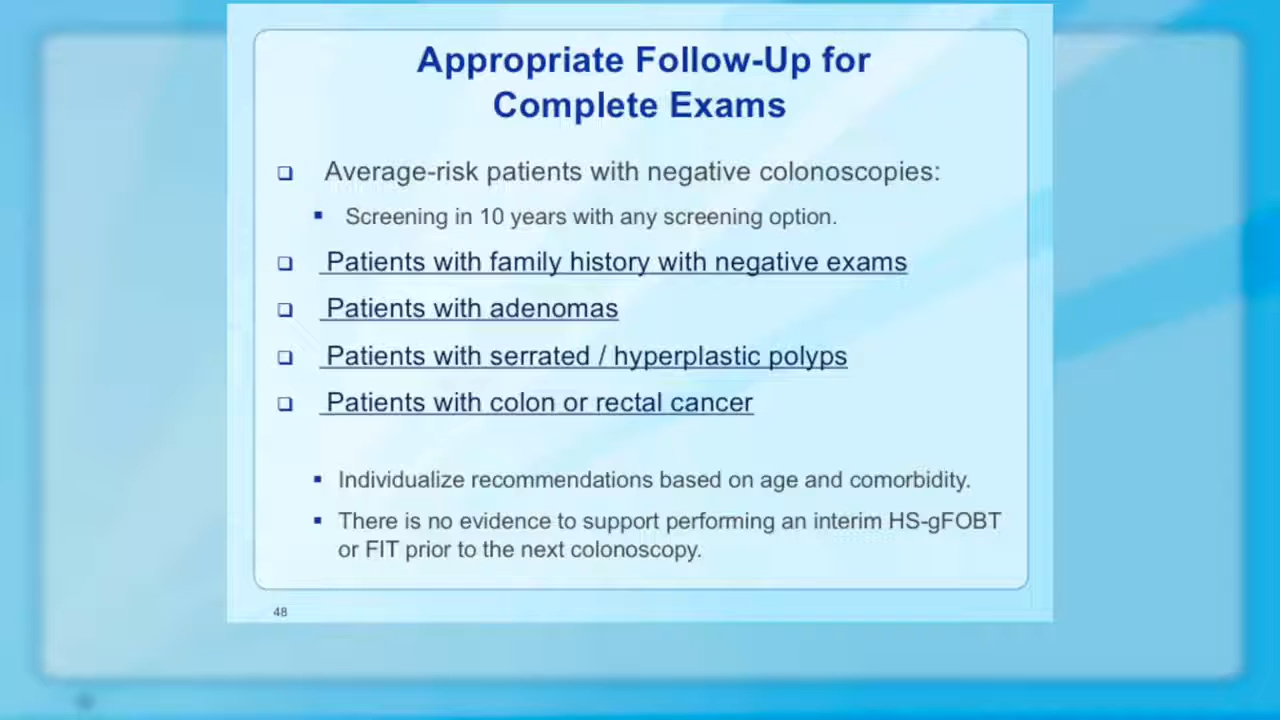 Appropriate Follow-Up for
Complete Exams
Average-risk patients with negative colonoscopies:
Screening in 10 years with any screening option.
Patients with family history with negative exams
Patients with adenomas
Patients with serrated / hyperplastic polyps
Patients with colon or rectal cancer
Individualize recommendations based on age and comorbidity.
There is no evidence to support performing an interim HS-gFOBT
or FIT prior to the next colonoscopy.
48